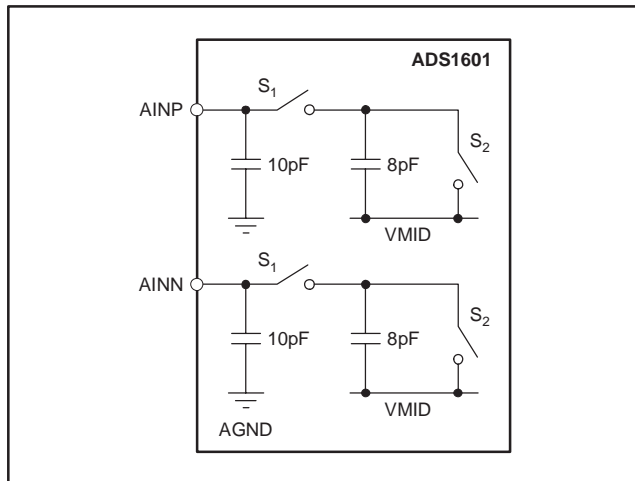 ADS1601
S1
AINP
S2
10pF
8pF
VMID
S1
AINN
S2
10pF
8pF
VMID
AGND